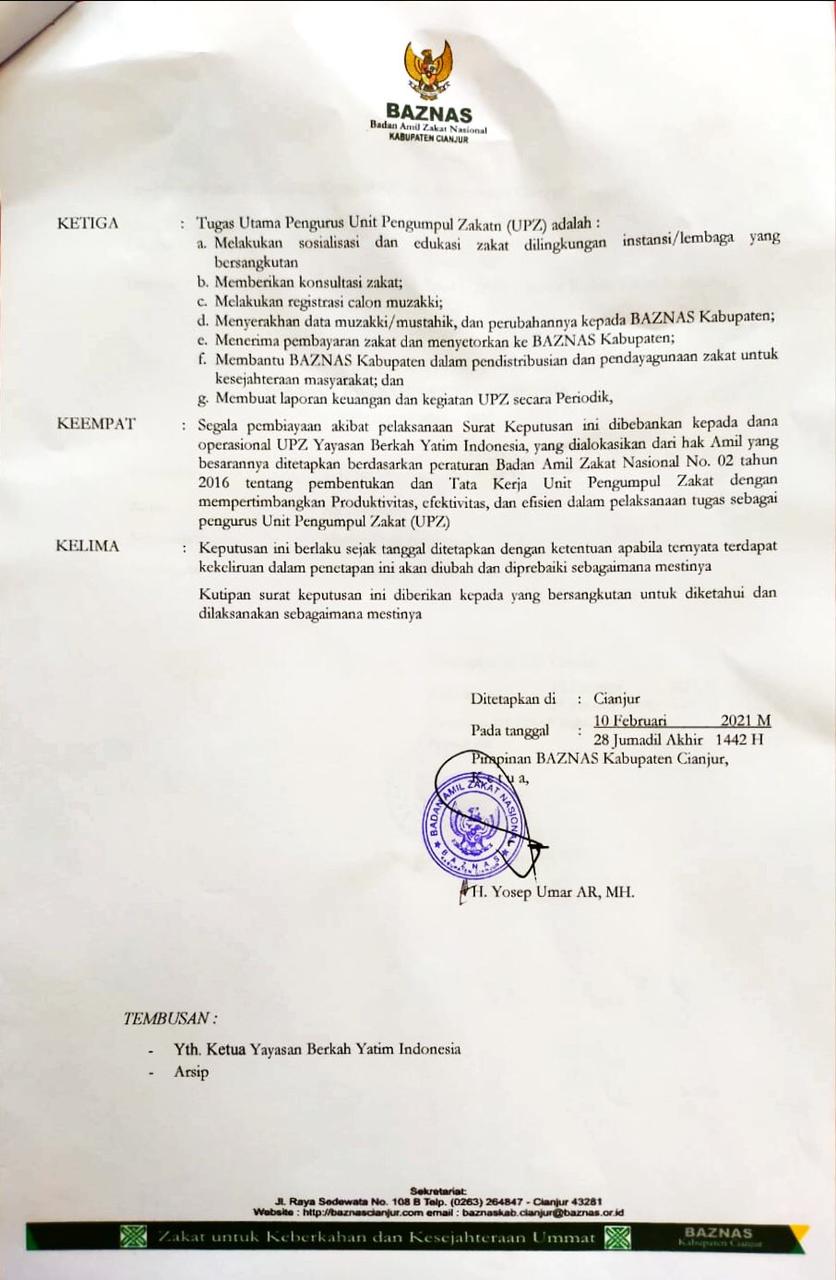 BAZNAS
Badan Amil Zakat Nasional
KABUPATEN CIANJUR
KETIGA : Tugas Utama Pengurus Unit Pengumpul Zakatn (UPZ) adalah :
a. Melakukan sosialisasi dan edukasi zakat dilingkungan instansi/lembaga yang
bersangkutan
b. Memberikan konsultasi zakat;
c. Melakukan registrasi calon muzakki;
d. Menyerakhan data muzakki/mustahik, dan perubahannya kepada BAZNAS Kabupaten;
e. Menerima pembayaran zakat dan menyetorkan ke BAZNAS Kabupaten;
f. Membantu BAZNAS Kabupaten dalam pendistribusian dan pendayagunaan zakat untuk
kesejahteraan masyarakat; dan
g. Membuat laporan keuangan dan kegiatan UPZ secara Periodik,
KEEMPAT : Segala pembiayaan akibat pelaksanaan Surat Keputusan ini dibebankan kepada dana
operasional UPZ Yayasan Berkah Yatim Indonesia, yang dialokasikan dari hak Amil yang
besarannya ditetapkan berdasarkan peraturan Badan Amil Zakat Nasional No. 02 tahun
2016 tentang pembentukan dan Tata Kerja Unit Pengumpul Zakat dengan
mempertimbangkan Produktivitas, efektivitas, dan efisien dalam pelaksanaan tugas sebagai
pengurus Unit Pengumpul Zakat (UPZ)
KELIMA : Keputusan ini berlaku sejak tanggal ditetapkan dengan ketentuan apabila ternyata terdapat
kekeliruan dalam penetapan ini akan diubah dan diprebaiki sebagaimana mestinya
Kutipan surat keputusan ini diberikan kepada yang bersangkutan untuk diketahui dan
dilaksanakan sebagaimana mestinya
Ditetapkan di : Cianjur
Pada tanggal : 10 Februari 2021 M
28 Jumadil Akhir 1442 H
Pimpinan BAZNAS Kabupaten Cianjur,
K e t u a,
BADAN AMIL ZAKAT NASIONAL
BAZNAS
KABUPATEN CIANJUR
H. Yosep Umar AR, MH.
TEMBUSAN :
- Yth. Ketua Yayasan Berkah Yatim Indonesia
- Arsip
Sekretariat:
Jl. Raya Sedewata No. 108 B Telp. (0263) 264847 - Cianjur 43281
Website : http://baznascianjur.com email : baznaskab.cianjur@baznas.or.id
Zakat untuk Keberkahan dan Kesejahteraan Ummat
BAZNAS
Kabupaten Cianjur